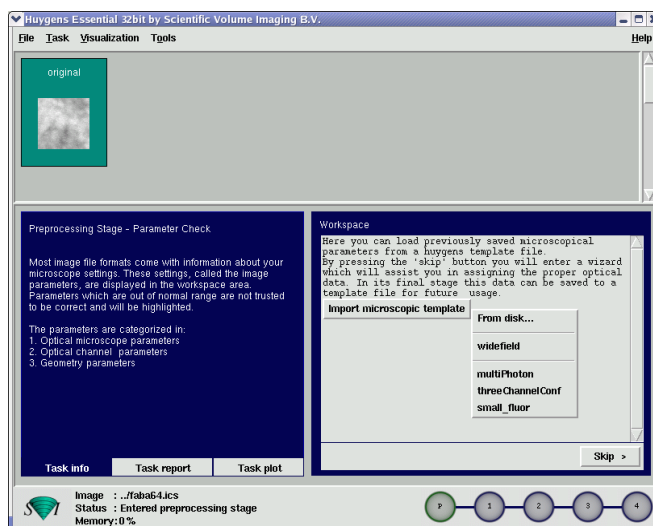 Huygens Essential 32bit by Scientific Volume Imaging B.V.
File Task Visualization Tools Help
original
Preprocessing Stage - Parameter Check
Most image file formats come with information about your
microscope settings. These settings, called the image
parameters, are displayed in the workspace area.
Parameters which are out of normal range are not trusted
to be correct and will be highlighted.
The parameters are categorized in:
1. Optical microscope parameters
2. Optical channel parameters
3. Geometry parameters
Task info Task report Task plot
Workspace
Here you can load previously saved microscopical
parameters from a huygens template file.
By pressing the 'skip' button you will enter a wizard
which will assist you in assigning the proper optical
data. In its final stage this data can be saved to a
template file for future usage.
Import microscopic template
From disk...
widefield
multiPhoton
threeChannelConf
small_fluor
Skip >
S I
Image : ../faba64.ics
Status : Entered preprocessing stage
Memory:0 %
P 1 2 3 4